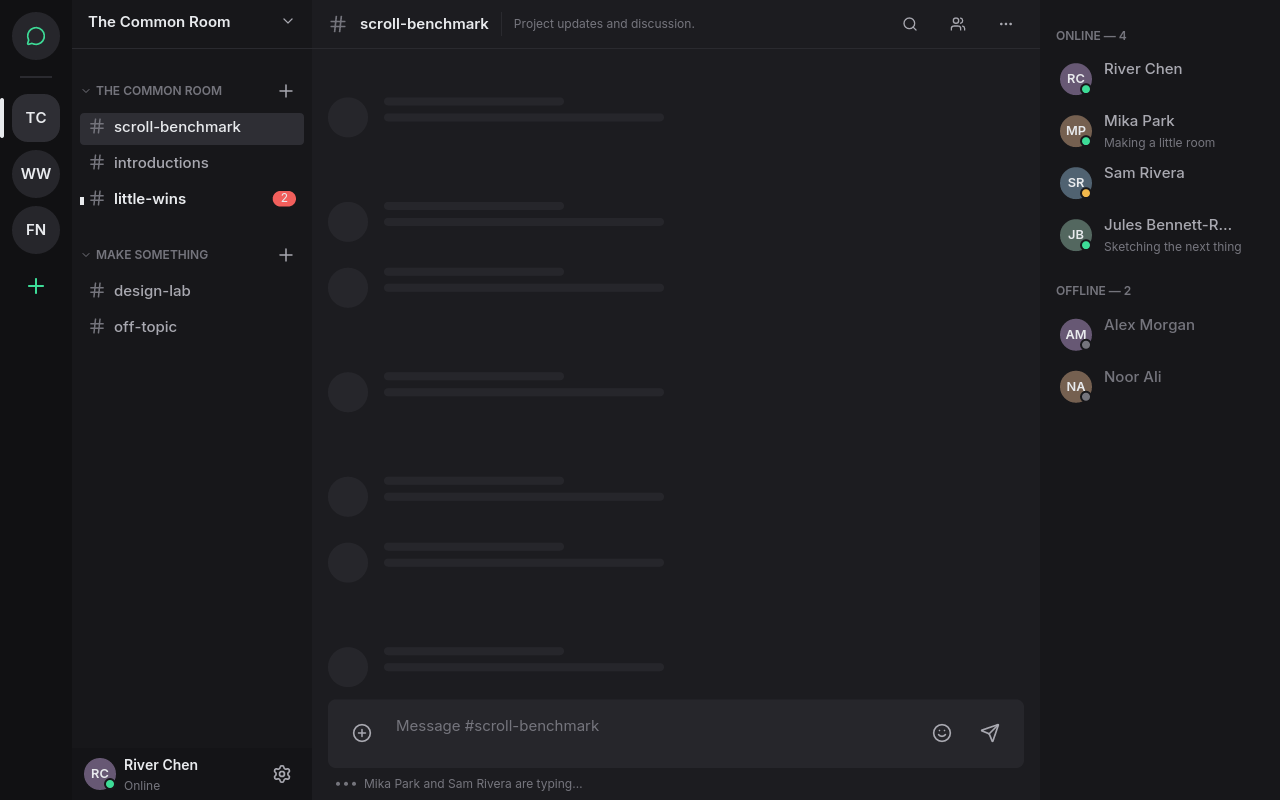 TC
WW
FN
The Common Room
THE COMMON ROOM
scroll-benchmark
introductions
little-wins 2
MAKE SOMETHING
design-lab
off-topic
RC
River Chen
Online
scroll-benchmark
Project updates and discussion.
Message #scroll-benchmark
Mika Park and Sam Rivera are typing...
ONLINE — 4
RC River Chen
MP Mika Park
Making a little room
SR Sam Rivera
JB Jules Bennett-R...
Sketching the next thing
OFFLINE — 2
AM Alex Morgan
NA Noor Ali